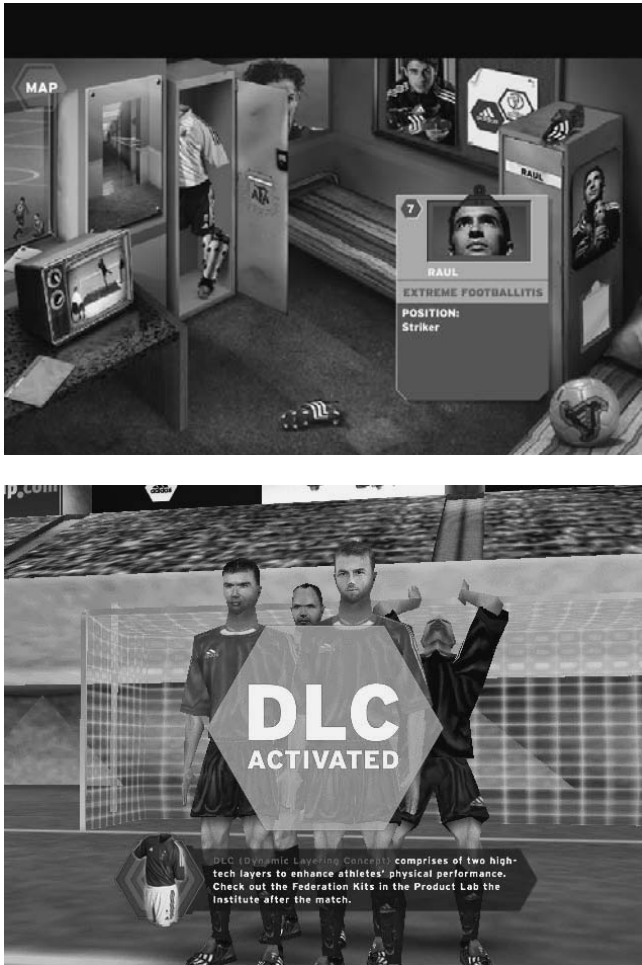 MAP
RAUL
7
RAUL
EXTREME FOOTBALLITIS
POSITION:
Striker
p.com
adidas
DLC
ACTIVATED
DLC (Dynamic Layering Concept) comprises of two high-
tech layers to enhance athletes' physical performance.
Check out the Federation Kits in the Product Lab the
Institute after the match.